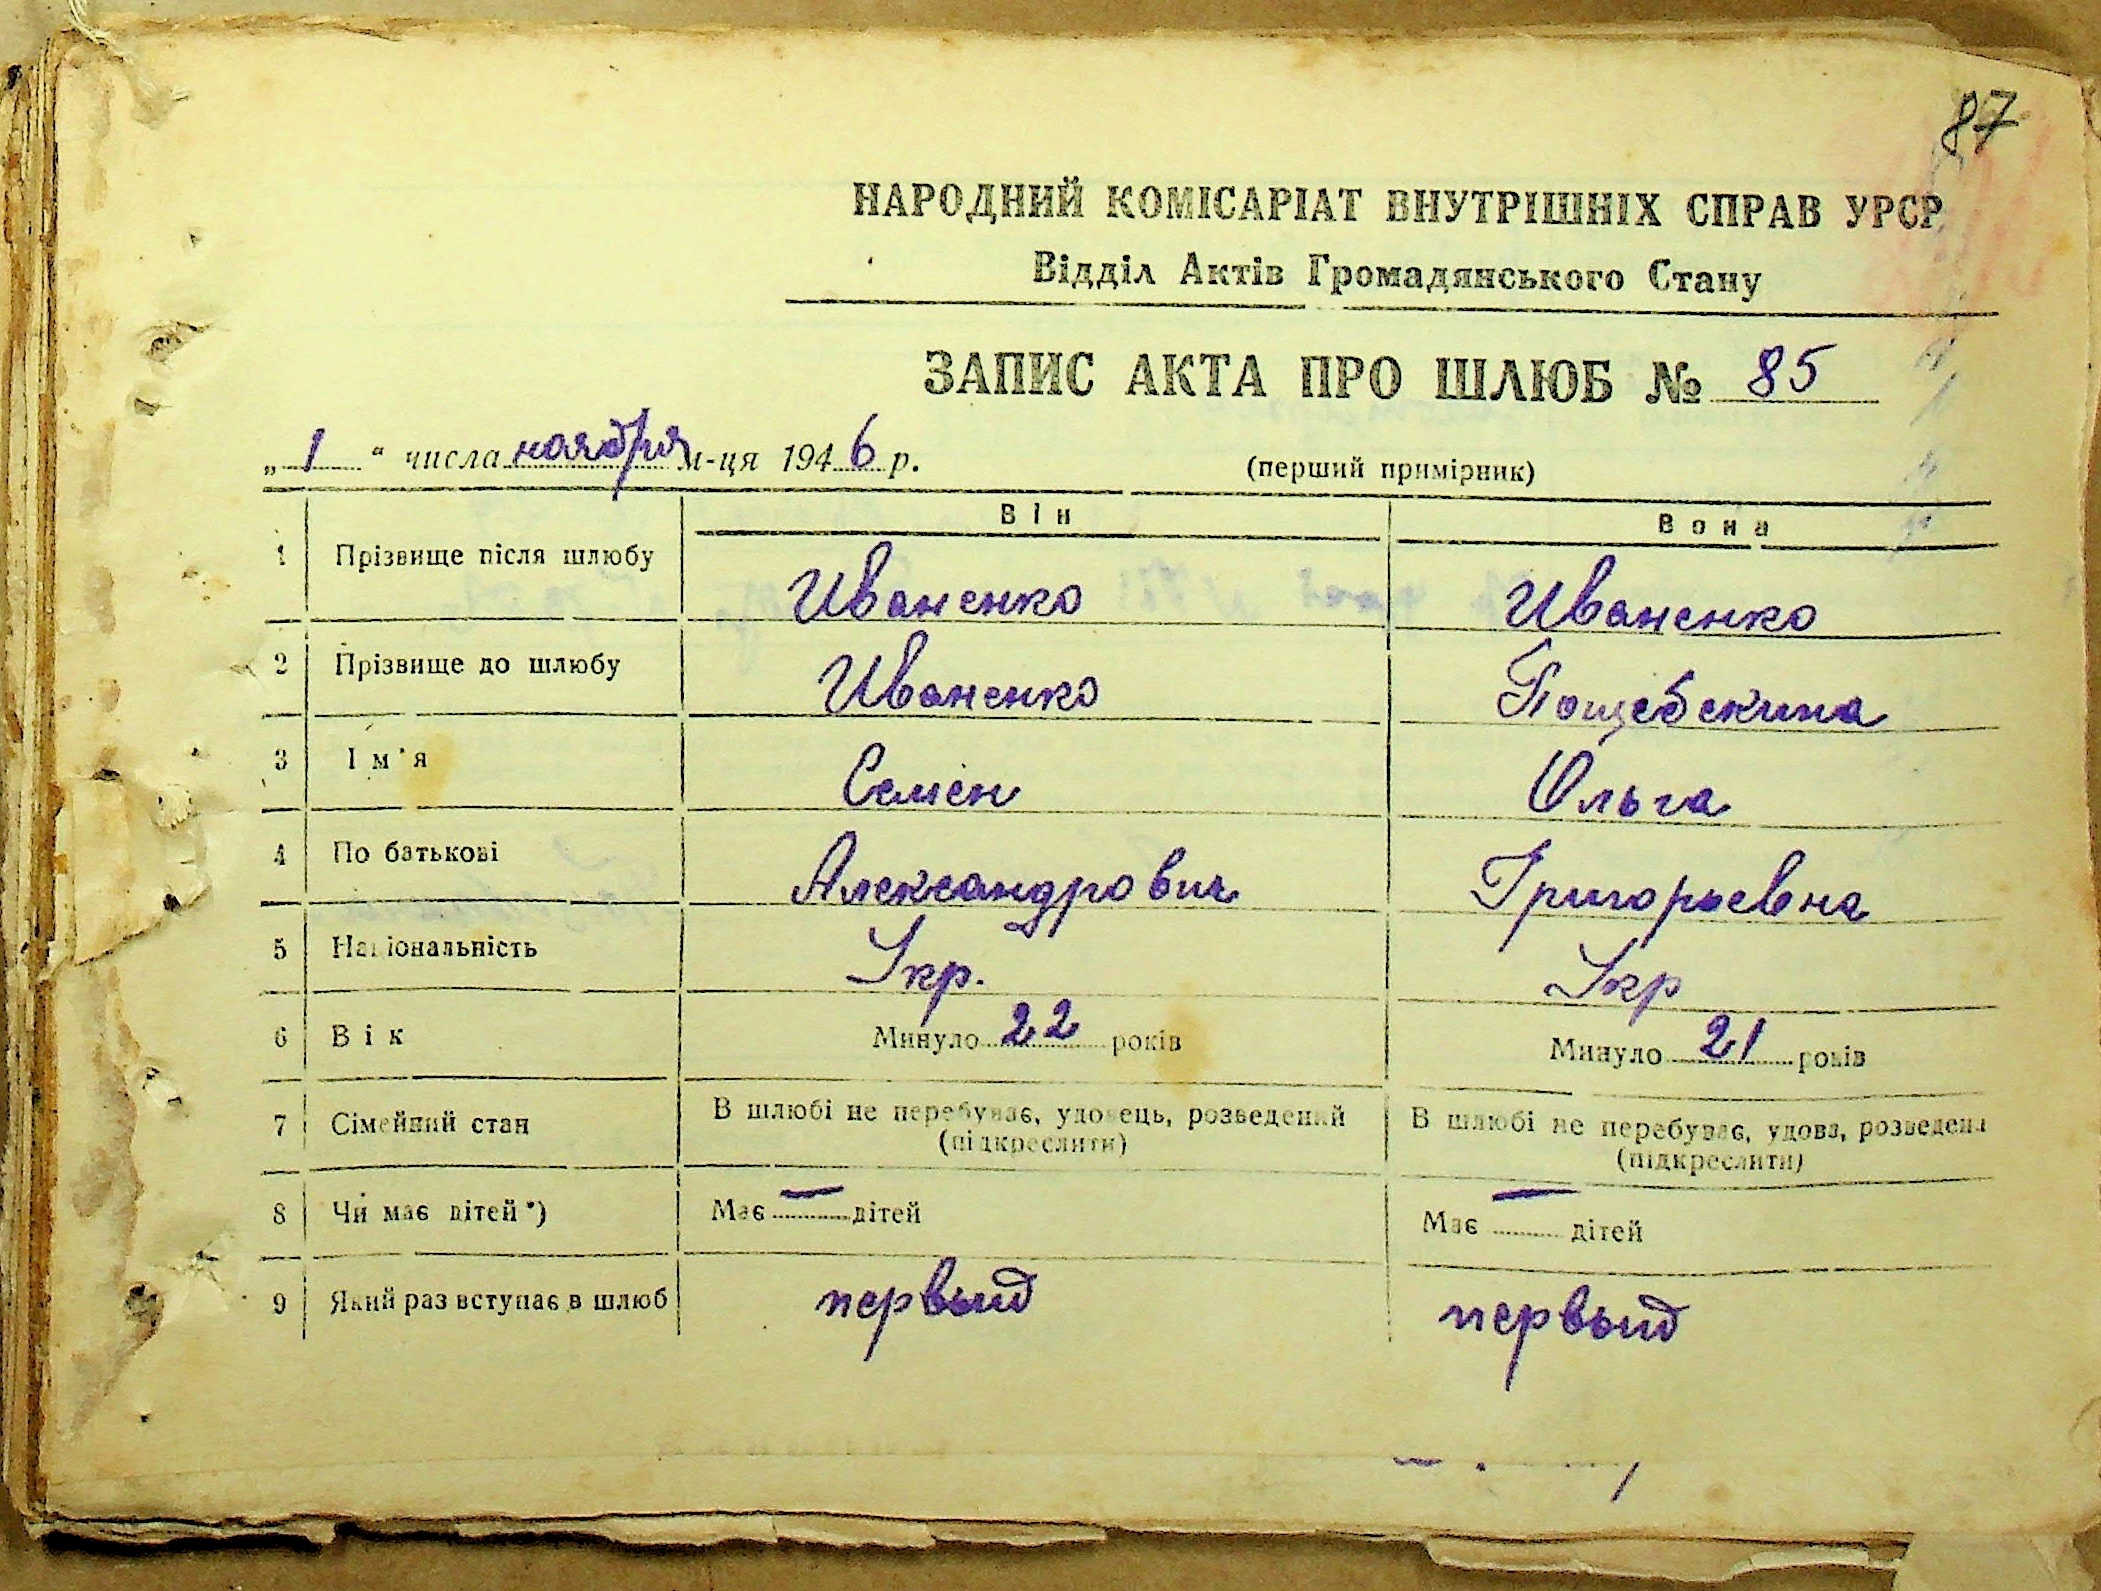 87
НАРОДНИЙ КОМІСАРІАТ ВНУТРІШНІХ СПРАВ УРСР
Відділ Актів Громадянського Стану
ЗАПИС АКТА ПРО ШЛЮБ № 85
„ 1 “ числа ноября м-ця 194 6 р.
(перший примірник)
Він Вона
1 Прізвище після шлюбу Иваненко Иваненко
2 Прізвище до шлюбу Иваненко
3 Ім'я Семен Ольга
4 По батькові Александрович Григорьевна
5 Національність Укр. Укр
6 Вік Минуло 22 років Минуло 21 років
7 Сімейний стан В шлюбі не перебуває, удовець, розведений В шлюбі не перебуває, удова, розведена
(підкреслити) (підкреслити)
8 Чи має дітей*) Має — дітей Має — дітей
9 Який раз вступає в шлюб первый первый